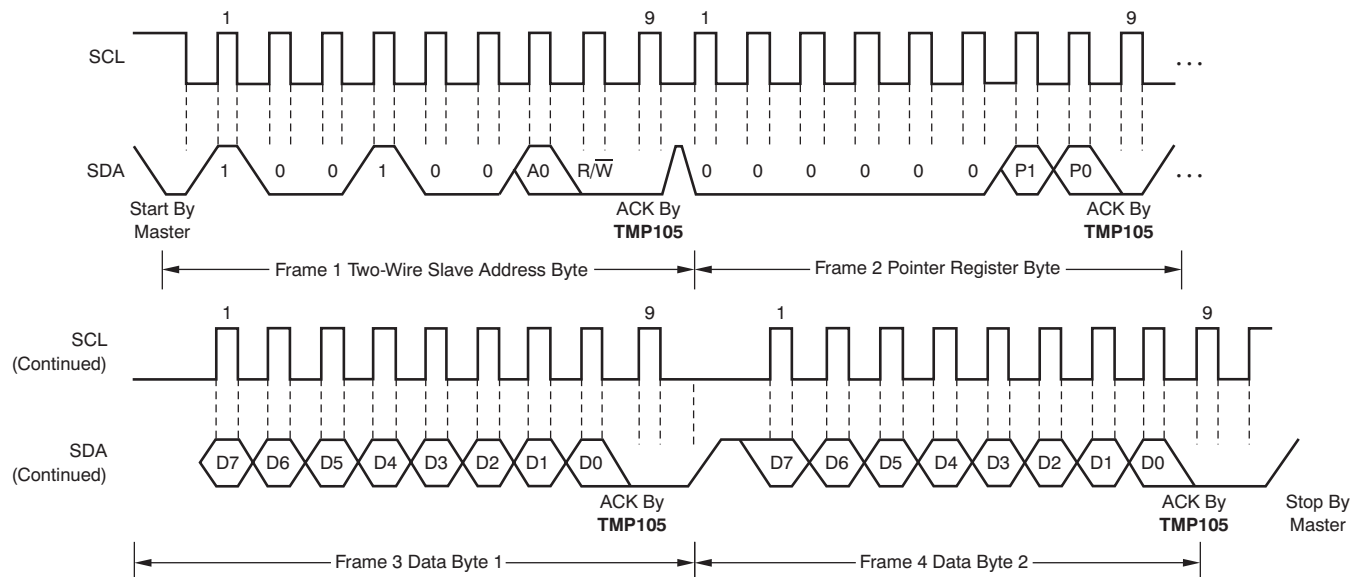 1 9 1 9
SCL ...
SDA 1 0 0 1 0 0 A0 R/W̅ 0 0 0 0 0 0 P1 P0 ...
Start By Master
ACK By TMP105
ACK By TMP105
Frame 1 Two-Wire Slave Address Byte
Frame 2 Pointer Register Byte
1 9 1 9
SCL (Continued)
SDA (Continued) D7 D6 D5 D4 D3 D2 D1 D0 D7 D6 D5 D4 D3 D2 D1 D0
ACK By TMP105
ACK By TMP105
Stop By Master
Frame 3 Data Byte 1
Frame 4 Data Byte 2